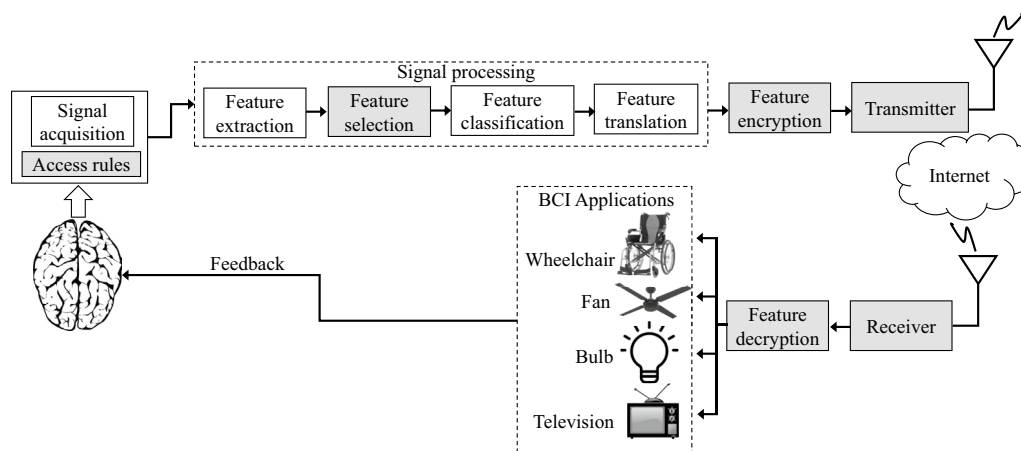 Signal processing
Signal
acquisition
Access rules
Feature
extraction
Feature
selection
Feature
classification
Feature
translation
Feature
encryption
Transmitter
Internet
BCI Applications
Wheelchair
Fan
Bulb
Television
Feature
decryption
Receiver
Feedback